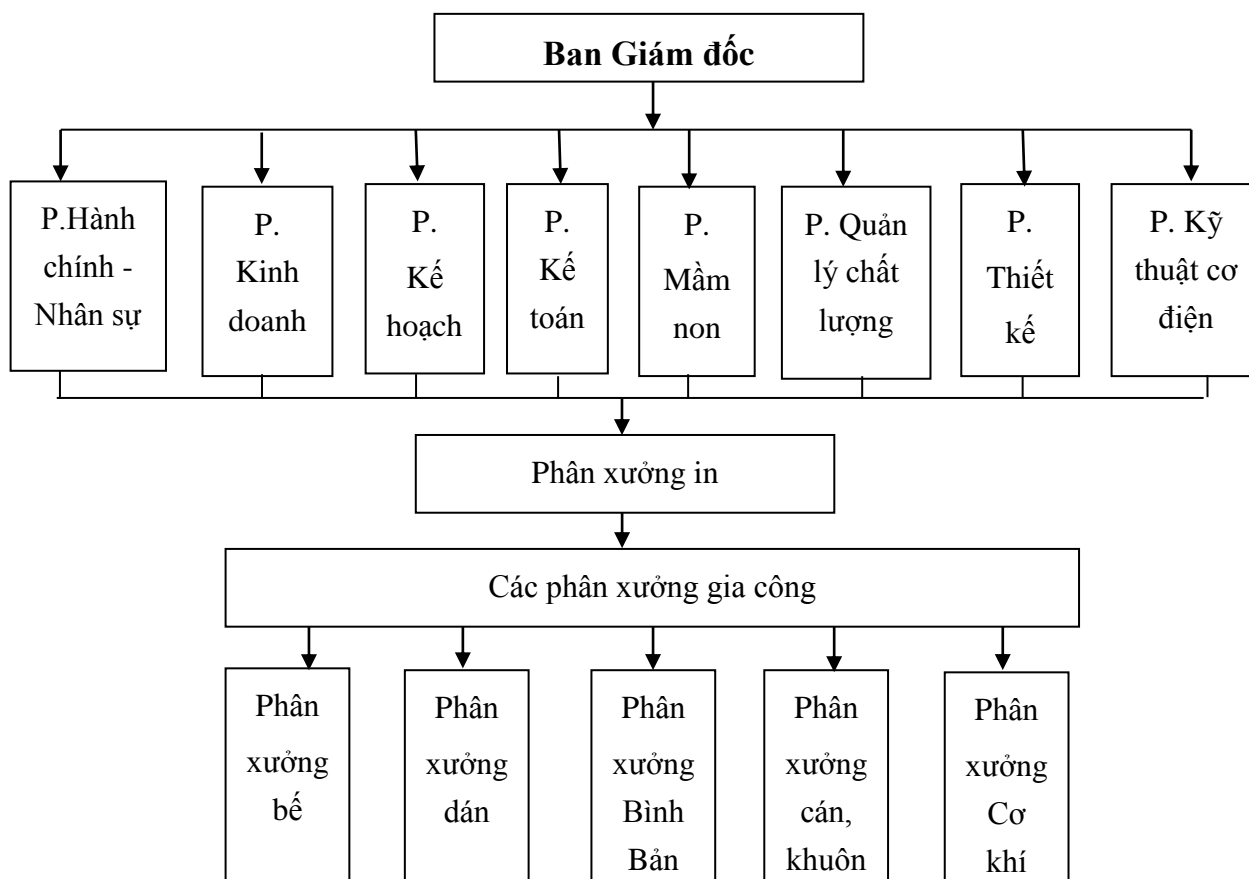 Ban Giám đốc
P.Hành
chính -
Nhân sự
P.
Kinh
doanh
P.
Kế
hoạch
P.
Kế
toán
P.
Mầm
non
P. Quản
lý chất
lượng
P.
Thiết
kế
P. Kỹ
thuật cơ
điện
Phân xưởng in
Các phân xưởng gia công
Phân
xưởng
bế
Phân
xưởng
dán
Phân
xưởng
Bình
Bản
Phân
xưởng
cán,
khuôn
Phân
xưởng
Cơ
khí